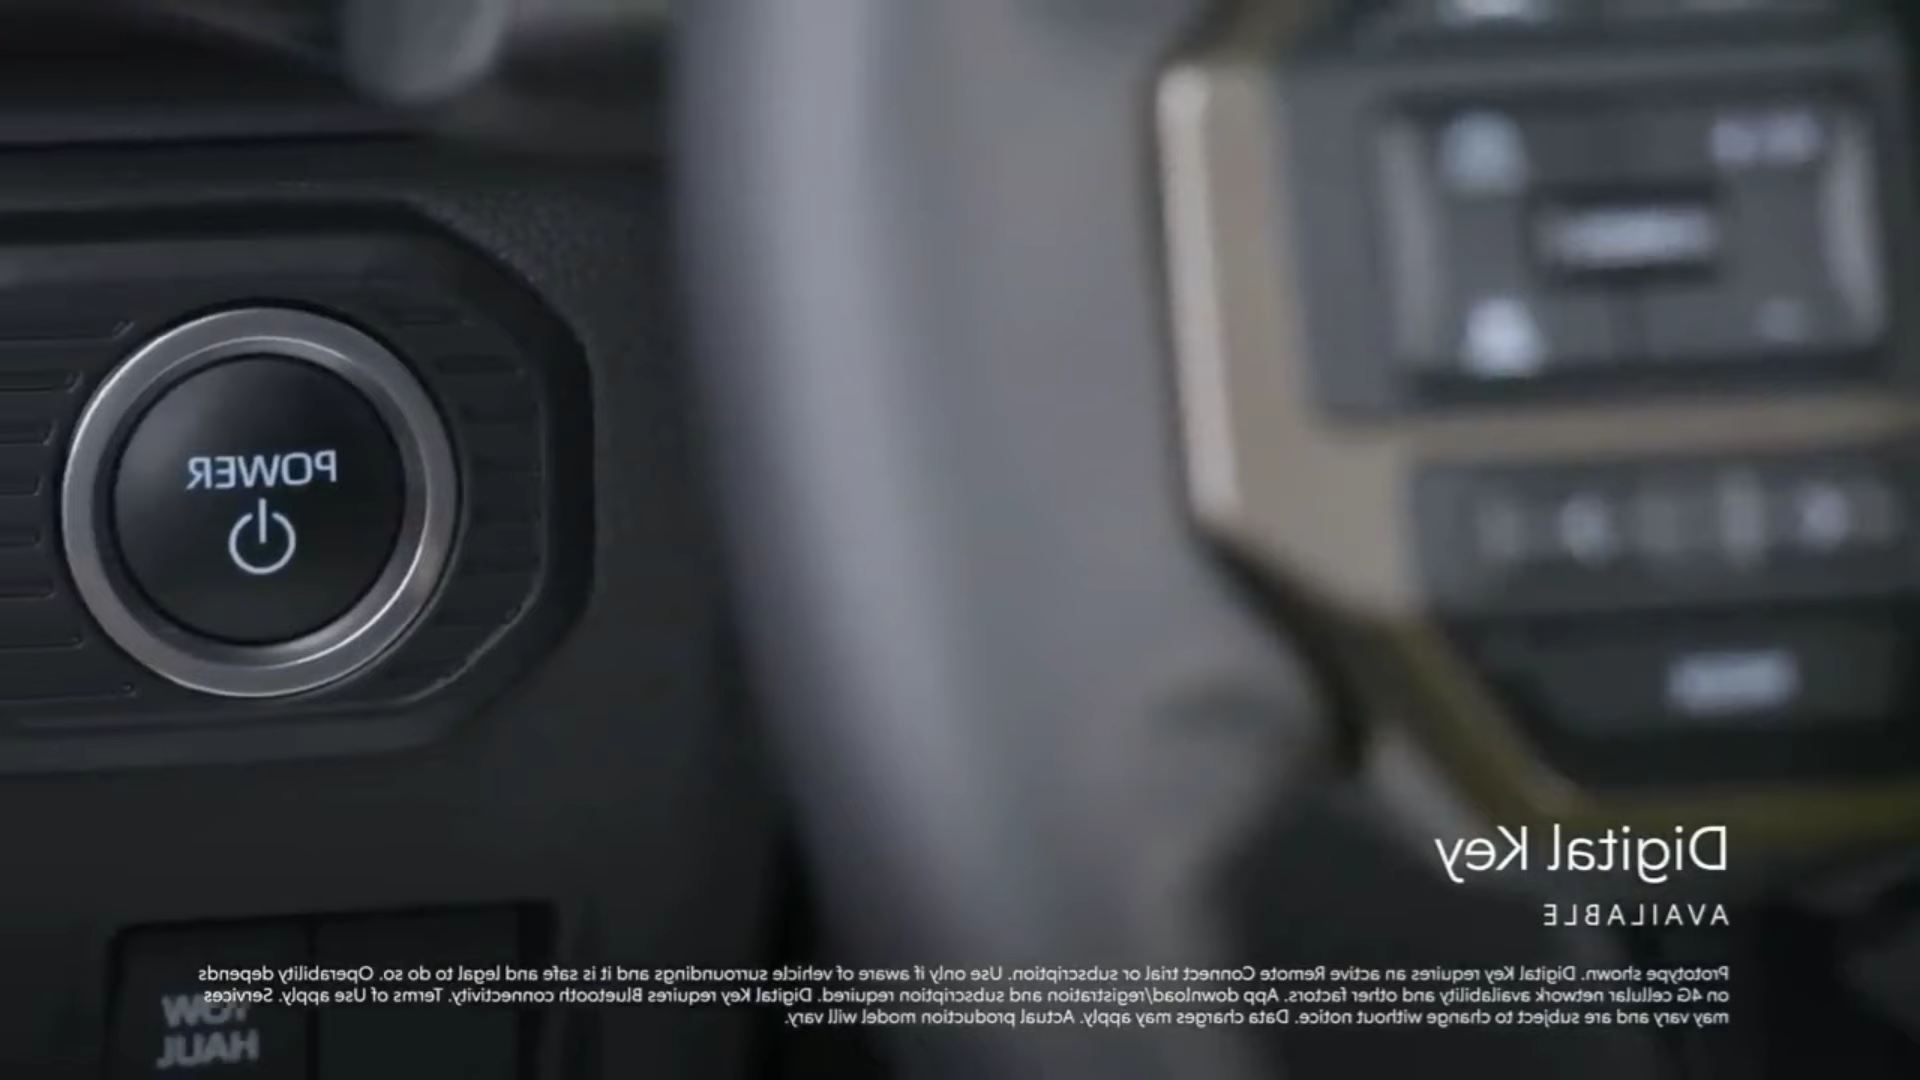 POWER
Digital Key
AVAILABLE
Prototype shown. Digital Key requires an active Remote Connect trial or subscription. Use only if aware of vehicle surroundings and it is safe and legal to do so. Operability depends
on 4G cellular network availability and other factors. App download/registration and subscription required. Digital Key requires Bluetooth connectivity. Terms of Use apply. Services
may vary and are subject to change without notice. Data charges may apply. Actual production model will vary.
TOW
HAUL